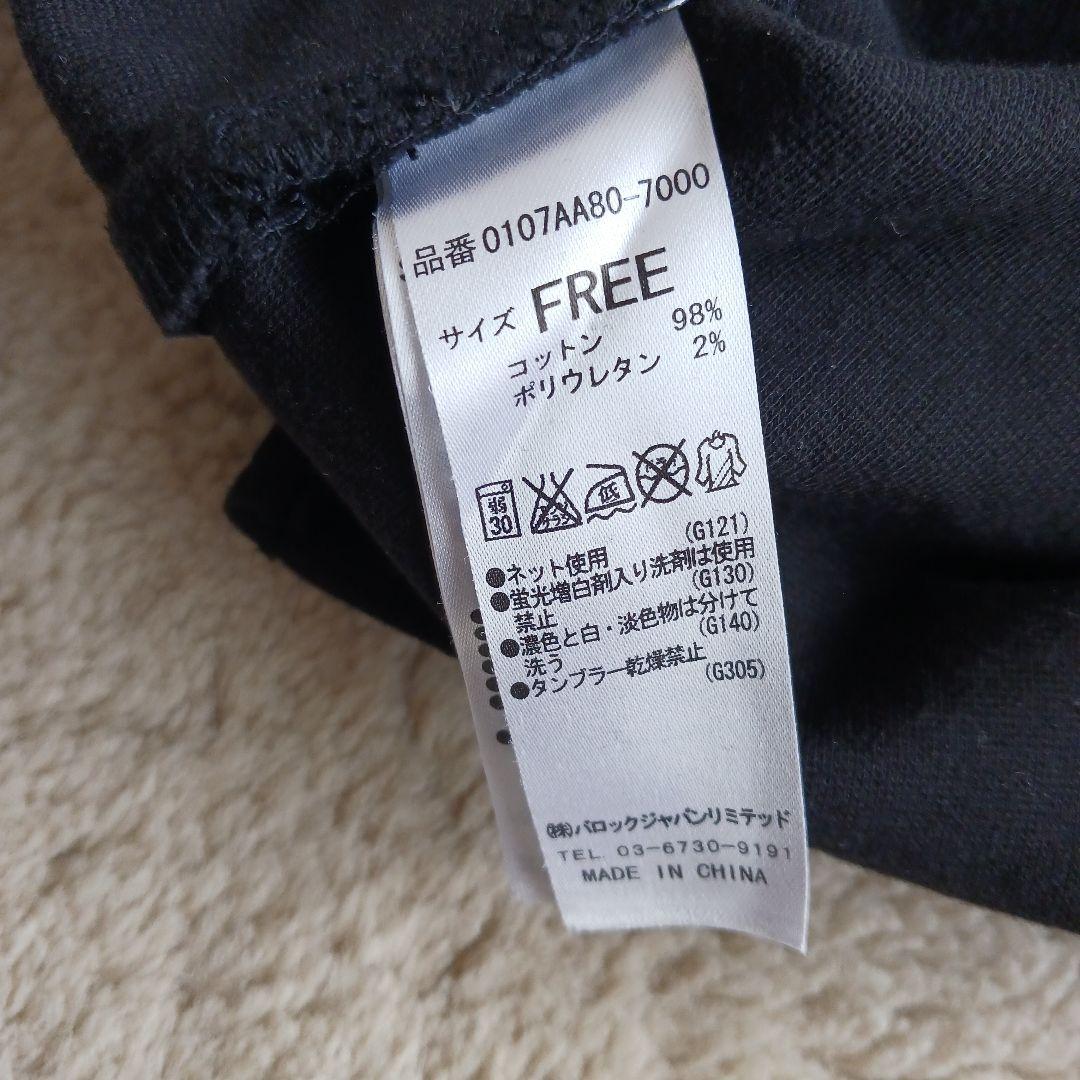 品番 0107AA80-7000
サイズ FREE
コットン 98%
ポリウレタン 2%
弱 30 低
●ネット使用 (G121)
●蛍光増白剤入り洗剤は使用
禁止 (G130)
●濃色と白・淡色物は分けて
洗う (G140)
●タンブラー乾燥禁止 (G305)
㈱バロックジャパンリミテッド
TEL. 03-6730-9191
MADE IN CHINA